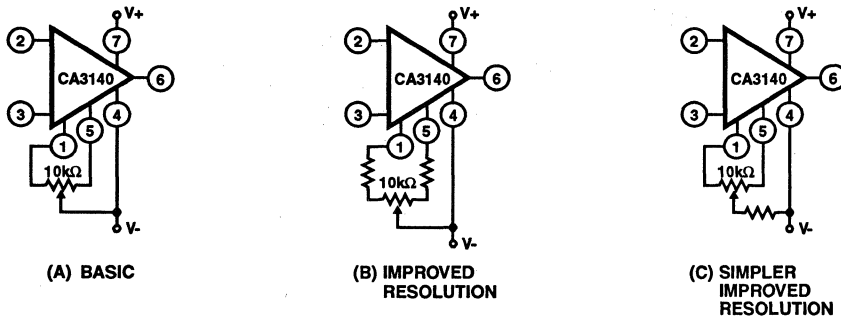 V+
2
7
CA3140
6
3
4
5
1
10kΩ
V-
(A) BASIC
V+
2
7
CA3140
6
3
4
5
1
10kΩ
V-
(B) IMPROVED
RESOLUTION
V+
2
7
CA3140
6
3
4
5
1
10kΩ
V-
(C) SIMPLER
IMPROVED
RESOLUTION